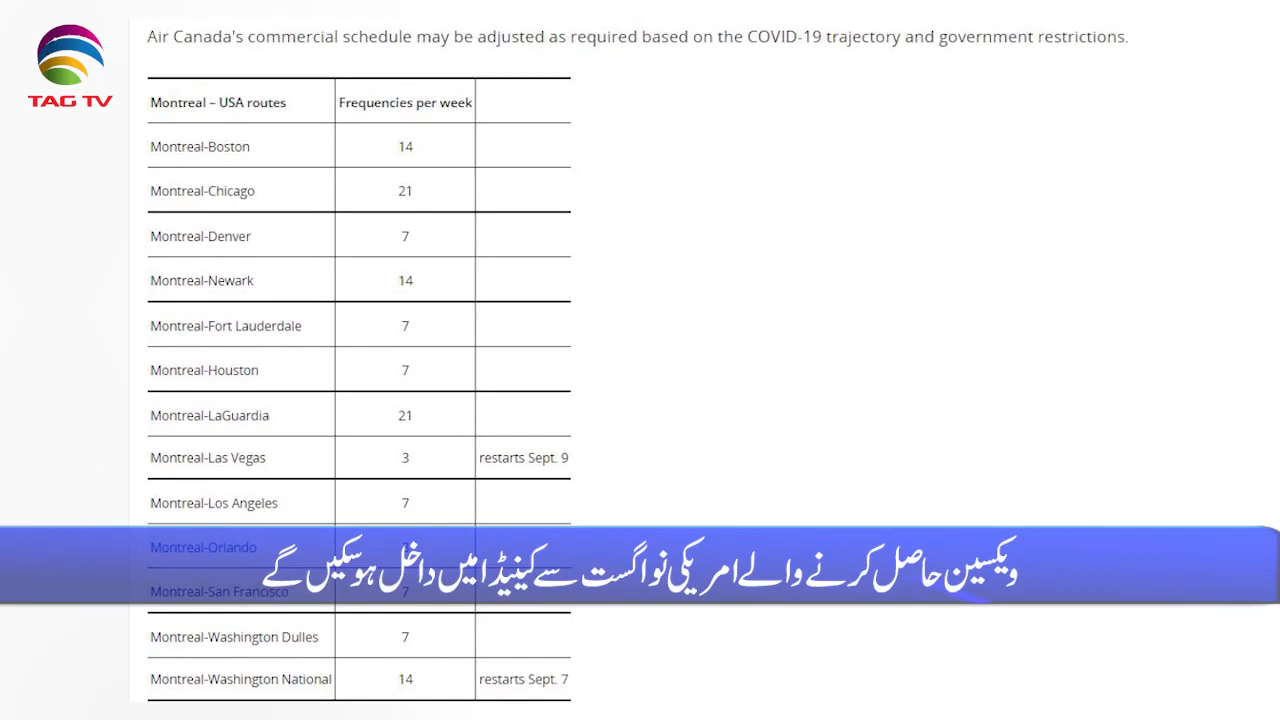 TAG TV
Air Canada's commercial schedule may be adjusted as required based on the COVID-19 trajectory and government restrictions.
Montreal – USA routes Frequencies per week
Montreal-Boston 14
Montreal-Chicago 21
Montreal-Denver 7
Montreal-Newark 14
Montreal-Fort Lauderdale 7
Montreal-Houston 7
Montreal-LaGuardia 21
Montreal-Las Vegas 3 restarts Sept. 9
Montreal-Los Angeles 7
Montreal-Orlando
ویکسین حاصل کرنے والے امریکی نو اگست سے کینیڈا میں داخل ہو سکیں گے
Montreal-San Francisco 7
Montreal-Washington Dulles 7
Montreal-Washington National 14 restarts Sept. 7